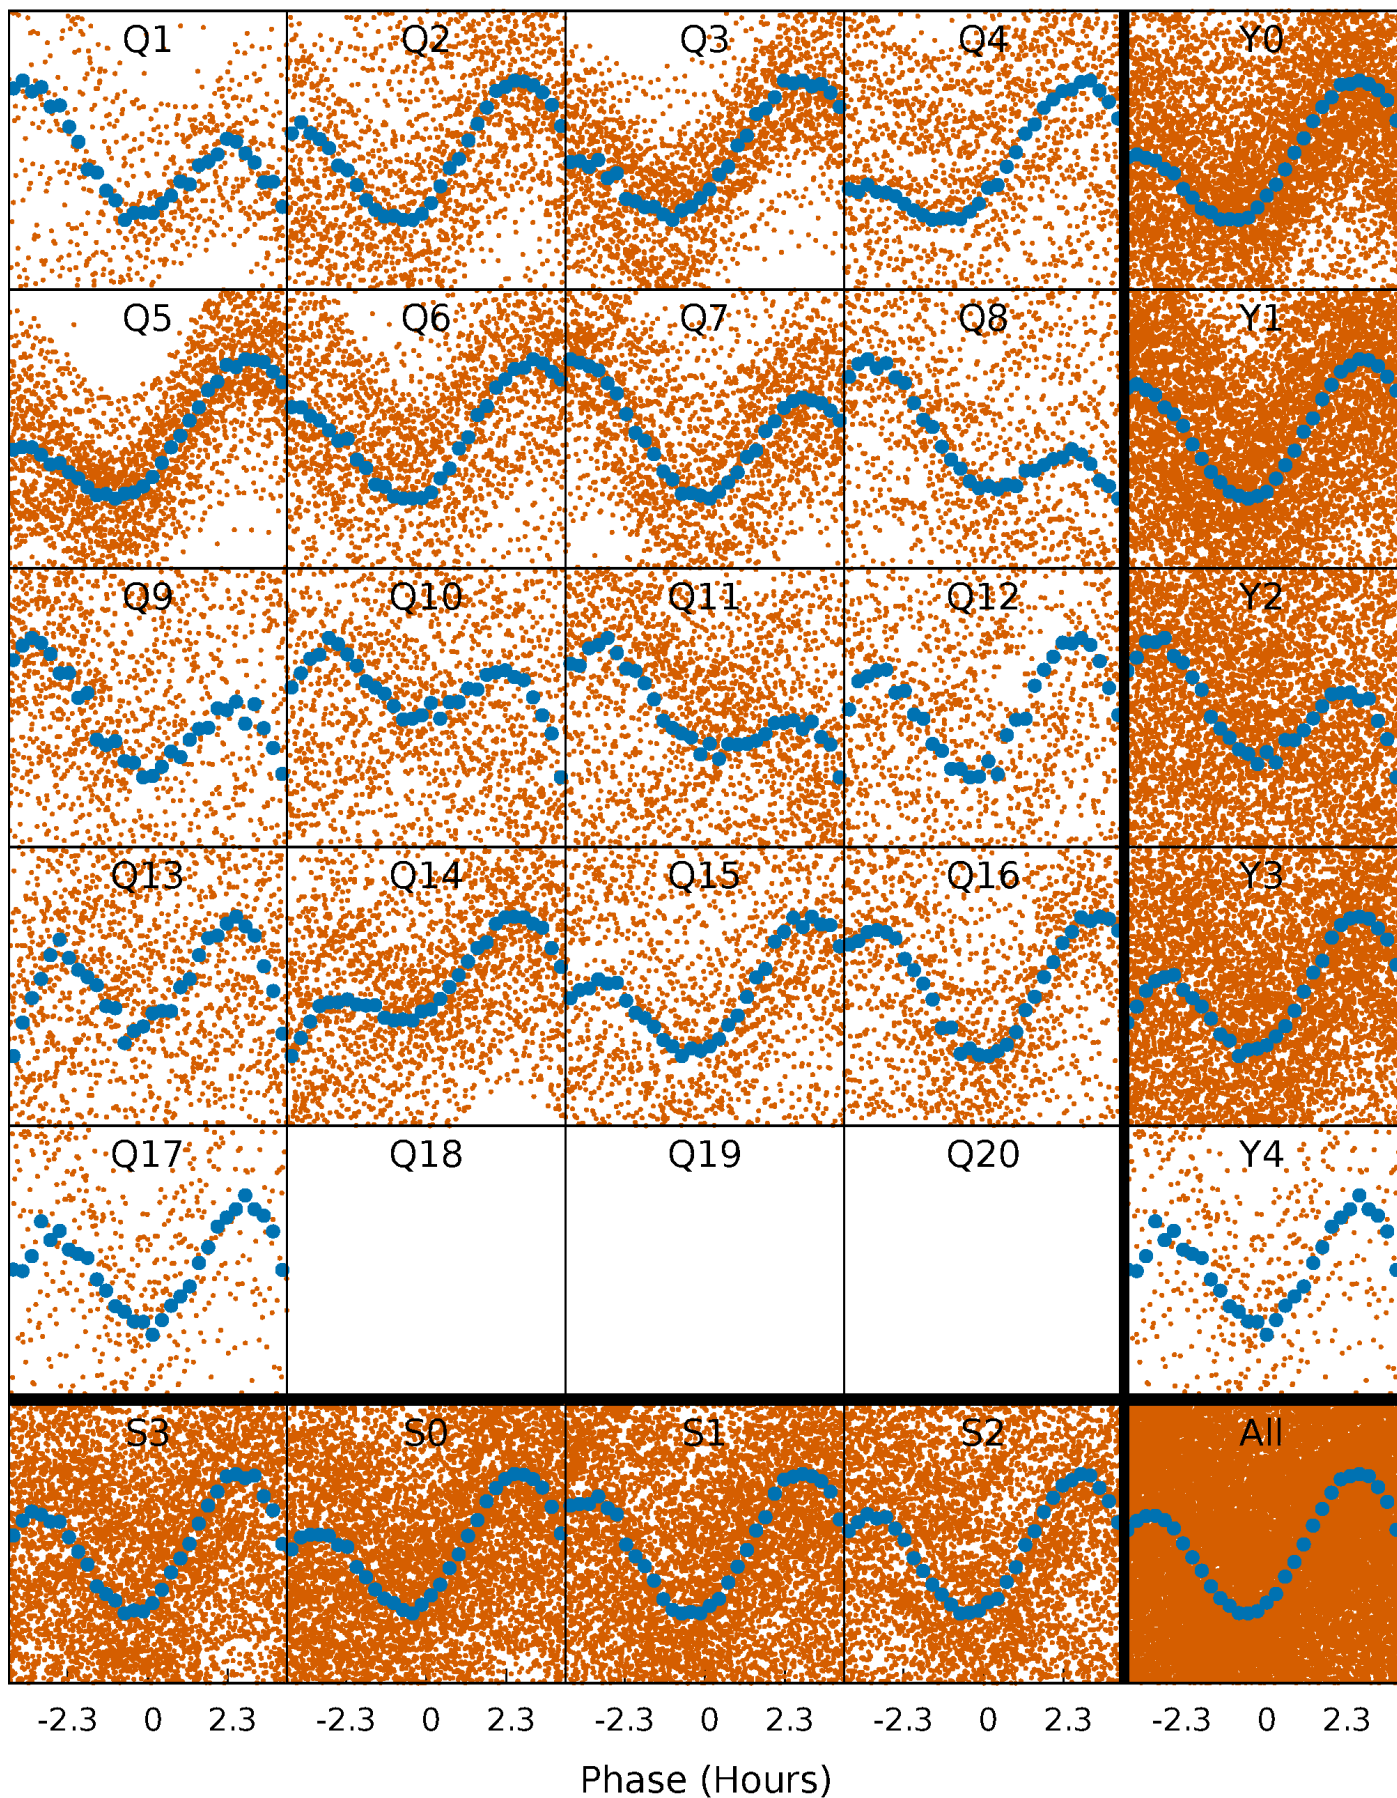 Q1 Q2 Q3 Q4 Y0
Q5 Q6 Q7 Q8 Y1
Q9 Q10 Q11 Q12 Y2
Q13 Q14 Q15 Q16 Y3
Q17 Q18 Q19 Q20 Y4
S3 S0 S1 S2 All
-2.3 0 2.3 -2.3 0 2.3 -2.3 0 2.3 -2.3 0 2.3 -2.3 0 2.3
Phase (Hours)